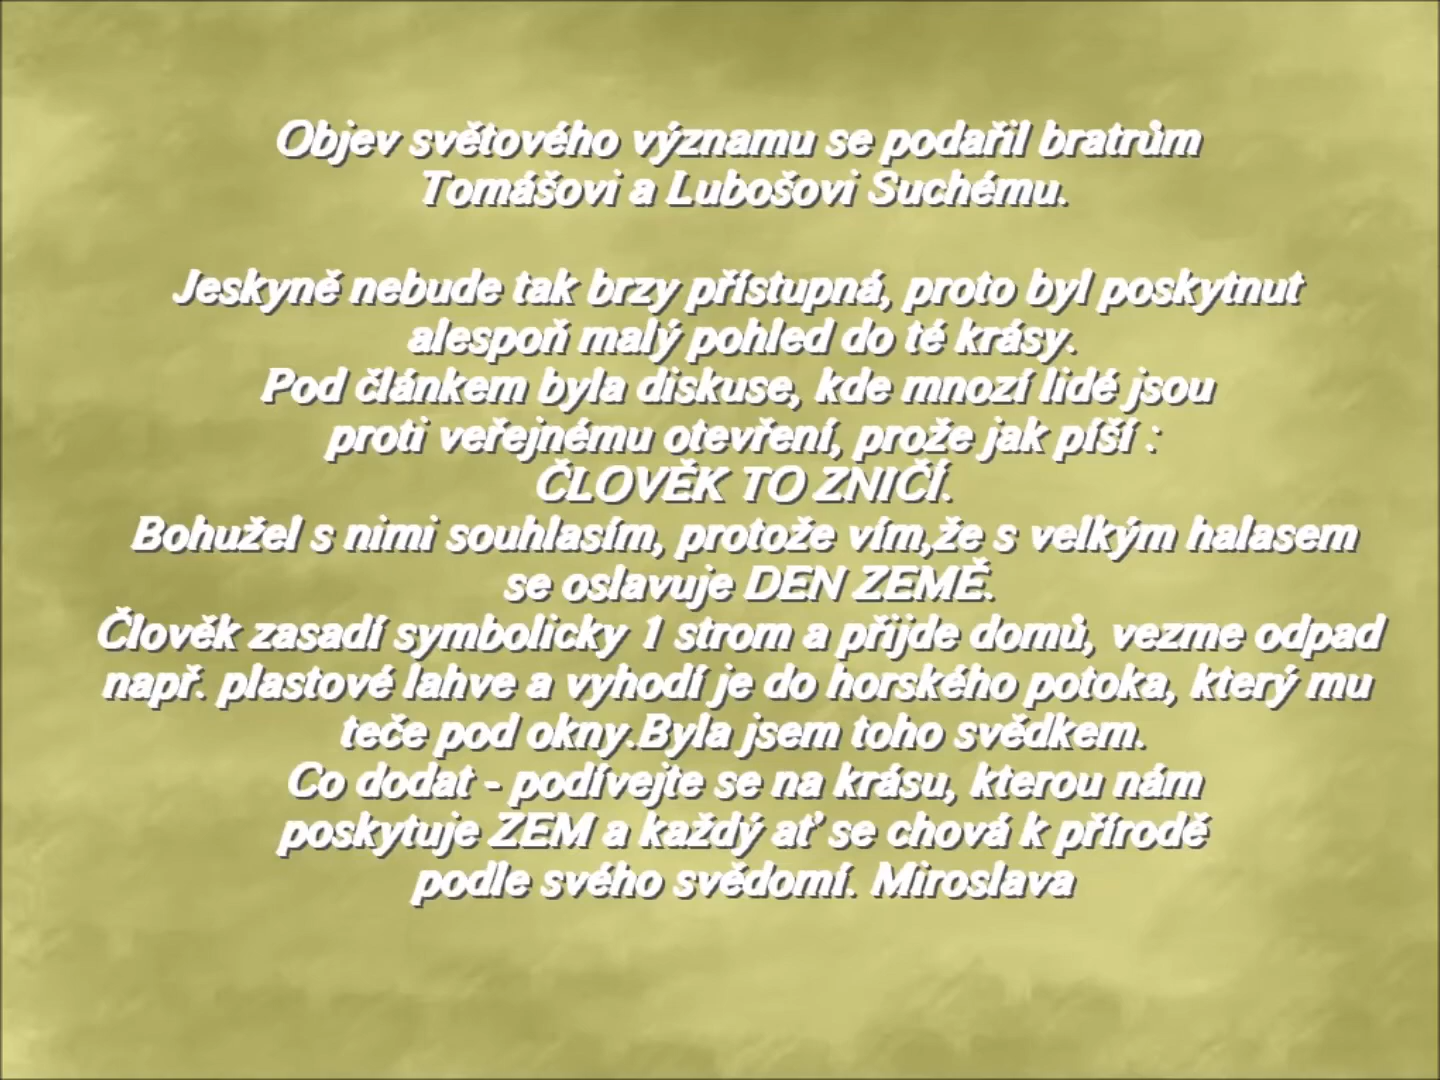 Objev světového významu se podařil bratrům
Tomášovi a Lubošovi Suchému.
Jeskyně nebude tak brzy přístupná, proto byl poskytnut
alespoň malý pohled do té krásy.
Pod článkem byla diskuse, kde mnozí lidé jsou
proti veřejnému otevření, prože jak píší :
ČLOVĚK TO ZNIČÍ.
Bohužel s nimi souhlasím, protože vím,že s velkým halasem
se oslavuje DEN ZEMĚ.
Člověk zasadí symbolicky 1 strom a přijde domů, vezme odpad
např. plastové lahve a vyhodí je do horského potoka, který mu
teče pod okny.Byla jsem toho svědkem.
Co dodat - podívejte se na krásu, kterou nám
poskytuje ZEM a každý ať se chová k přírodě
podle svého svědomí. Miroslava